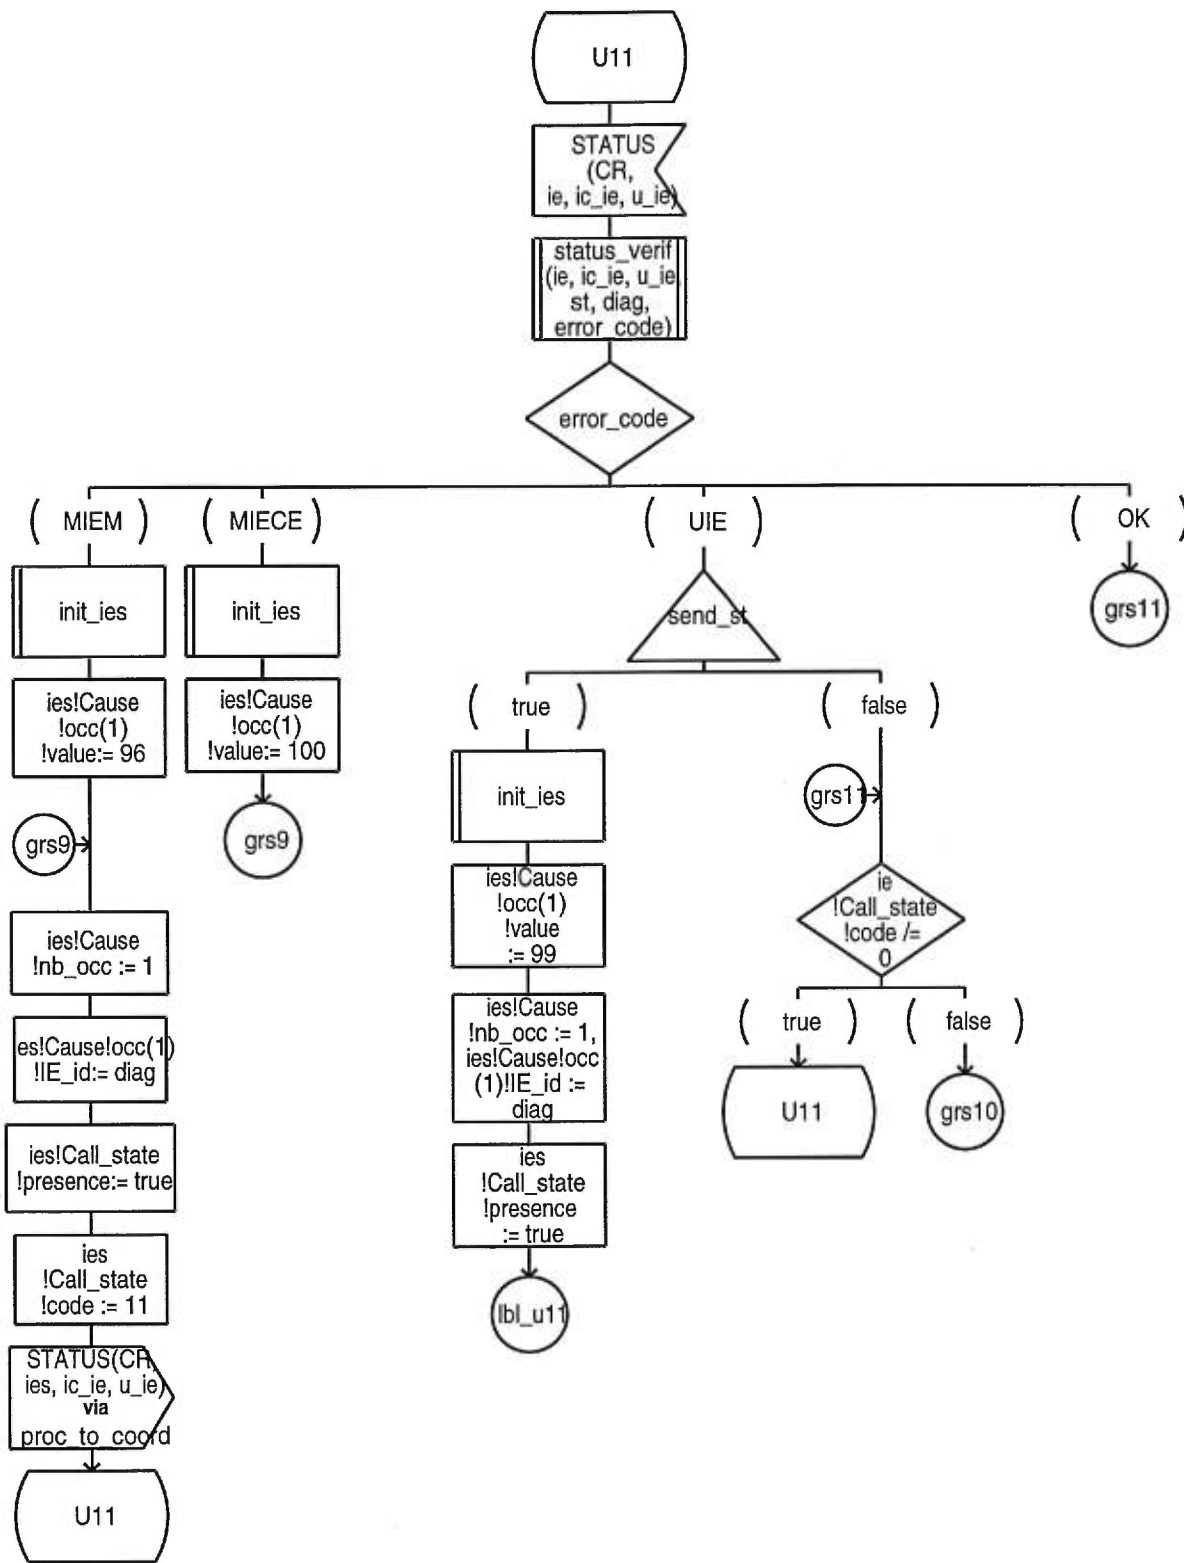 U11
STATUS
(CR,
ie, ic_ie, u_ie)
status_verif
(ie, ic_ie, u_ie,
st, diag,
error_code)
error_code
( MIEM )
( MIECE )
( UIE )
( OK )
init_ies
init_ies
send_st
grs11
ies!Cause
!occ(1)
!value:= 96
ies!Cause
!occ(1)
!value:= 100
( true )
( false )
grs9
grs9
init_ies
grs11
ies!Cause
!nb_occ := 1
ies!Cause
!occ(1)
!value
:= 99
ie
!Call_state
!code /=
0
es!Cause!occ(1)
!IE_id:= diag
ies!Cause
!nb_occ := 1,
ies!Cause!occ
(1)!IE_id :=
diag
( true )
( false )
U11
grs10
ies!Call_state
!presence:= true
ies
!Call_state
!presence
:= true
ies
!Call_state
!code := 11
lbl_u11
STATUS(CR,
ies, ic_ie, u_ie)
via
proc_to_coord
U11